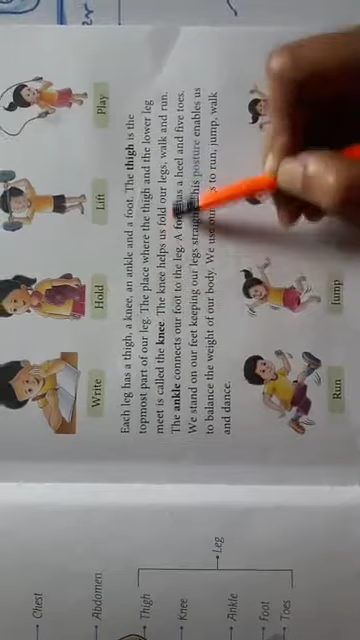 Write Hold Lift Play
Each leg has a thigh, a knee, an ankle and a foot. The thigh is the
topmost part of our leg. The place where the thigh and the lower leg
meet is called the knee. The knee helps us fold our legs, walk and run.
The ankle connects our foot to the leg. A has a heel and five toes.
We stand on our feet keeping our legs This posture enables us
to balance the weight of our body. We use to run, jump, walk
and dance.
Run Jump
Chest
Abdomen
Thigh
Knee
Leg
Ankle
Foot
Toes